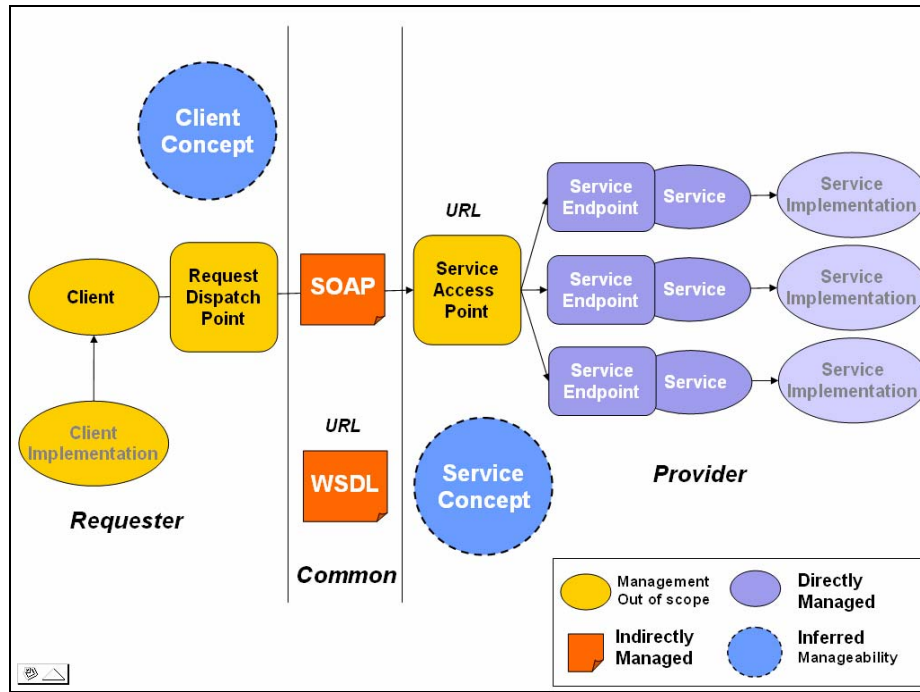 Client
Concept
Client
Request
Dispatch
Point
Client
Implementation
Requester
SOAP
URL
WSDL
Common
URL
Service
Access
Point
Service
Concept
Service
Endpoint
Service
Service
Implementation
Service
Endpoint
Service
Service
Implementation
Service
Endpoint
Service
Service
Implementation
Provider
Management
Out of scope
Directly
Managed
Indirectly
Managed
Inferred
Manageability